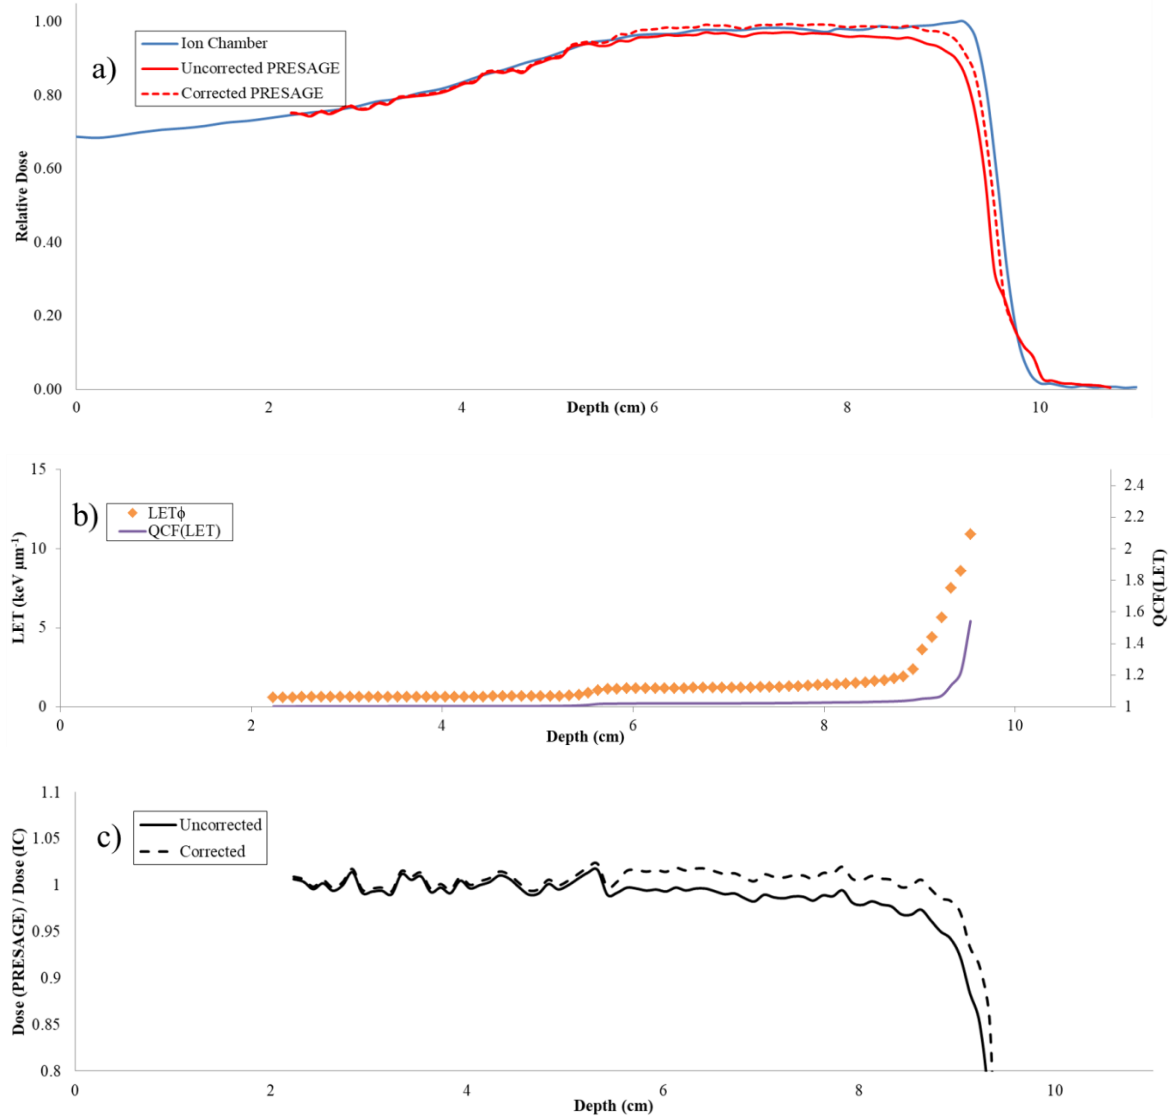 a)
Ion Chamber
Uncorrected PRESAGE
Corrected PRESAGE
Relative Dose
1.00
0.80
0.60
0.40
0.20
0.00
0 2 4 6 8 10
Depth (cm)
b)
LETϕ
QCF(LET)
LET (keV μm⁻¹)
15
10
5
0
QCF(LET)
2.4
2.2
2
1.8
1.6
1.4
1.2
1
0 2 4 6 8 10
Depth (cm)
c)
Uncorrected
Corrected
Dose (PRESAGE) / Dose (IC)
1.1
1.05
1
0.95
0.9
0.85
0.8
0 2 4 6 8 10
Depth (cm)